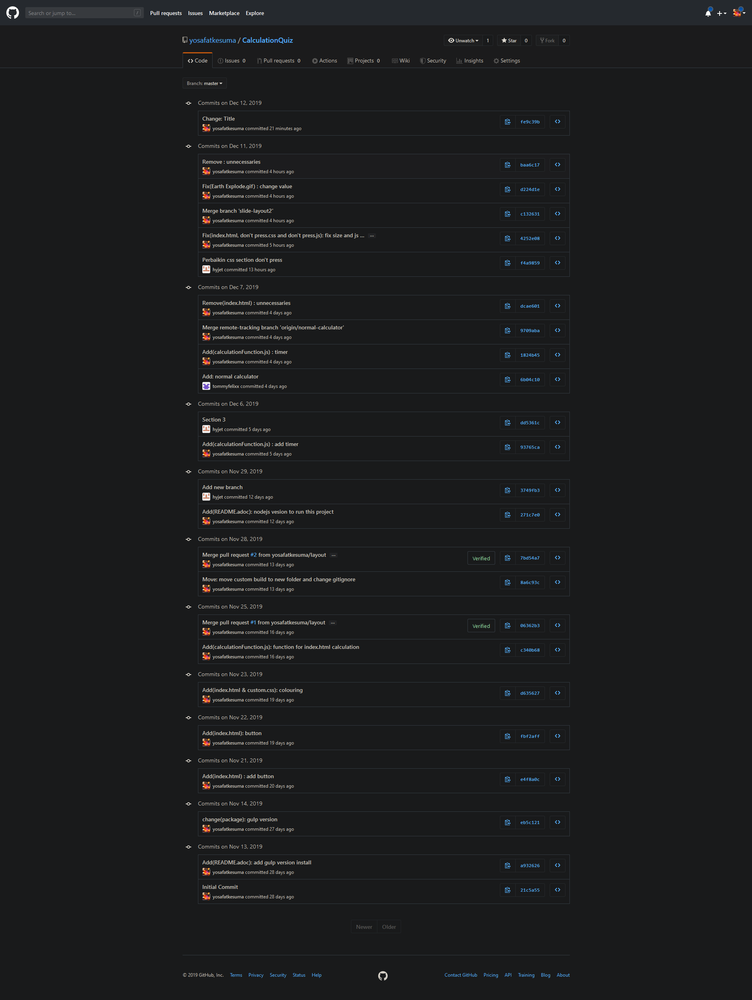 Search or jump to... / Pull requests Issues Marketplace Explore
yosafatkesuma / CalculationQuiz Unwatch 1 Star 0 Fork 0
Code Issues 0 Pull requests 0 Actions Projects 0 Wiki Security Insights Settings
Branch: master
Commits on Dec 12, 2019
Change: Title
yosafatkesuma committed 21 minutes ago
fe9c39b
Commits on Dec 11, 2019
Remove : unnecessaries
yosafatkesuma committed 4 hours ago
baa6c17
Fix(Earth Explode.gif) : change value
yosafatkesuma committed 4 hours ago
d224d1e
Merge branch 'slide-layout2'
yosafatkesuma committed 4 hours ago
c132631
Fix(index.html, don't press.css and don't press.js): fix size and js ... …
yosafatkesuma committed 5 hours ago
4252e08
Perbaikin css section don't press
hyjet committed 13 hours ago
f4a9859
Commits on Dec 7, 2019
Remove(index.html) : unnecessaries
yosafatkesuma committed 4 days ago
dcae601
Merge remote-tracking branch 'origin/normal-calculator'
yosafatkesuma committed 4 days ago
9709aba
Add(calculationFunction.js) : timer
yosafatkesuma committed 4 days ago
1824b45
Add: normal calculator
tommyfelixx committed 4 days ago
6b04c10
Commits on Dec 6, 2019
Section 3
hyjet committed 5 days ago
dd5361c
Add(calculationFunction.js) : add timer
yosafatkesuma committed 5 days ago
93765ca
Commits on Nov 29, 2019
Add new branch
hyjet committed 12 days ago
3749fb3
Add(README.adoc): nodejs vesion to run this project
yosafatkesuma committed 12 days ago
271c7e0
Commits on Nov 28, 2019
Merge pull request #2 from yosafatkesuma/layout …
yosafatkesuma committed 13 days ago
Verified 7bd54a7
Move: move custom build to new folder and change gitignore
yosafatkesuma committed 13 days ago
8a6c93c
Commits on Nov 25, 2019
Merge pull request #1 from yosafatkesuma/layout …
yosafatkesuma committed 16 days ago
Verified 06362b3
Add(calculationFunction.js): function for index.html calculation
yosafatkesuma committed 16 days ago
c340b68
Commits on Nov 23, 2019
Add(index.html & custom.css): colouring
yosafatkesuma committed 19 days ago
d635627
Commits on Nov 22, 2019
Add(index.html): button
yosafatkesuma committed 19 days ago
fbf2aff
Commits on Nov 21, 2019
Add(index.html) : add button
yosafatkesuma committed 20 days ago
e4f8a0c
Commits on Nov 14, 2019
change(package): gulp version
yosafatkesuma committed 27 days ago
eb5c121
Commits on Nov 13, 2019
Add(README.adoc): add gulp version install
yosafatkesuma committed 28 days ago
a932626
Initial Commit
yosafatkesuma committed 28 days ago
21c5a55
Newer Older
© 2019 GitHub, Inc. Terms Privacy Security Status Help Contact GitHub Pricing API Training Blog About